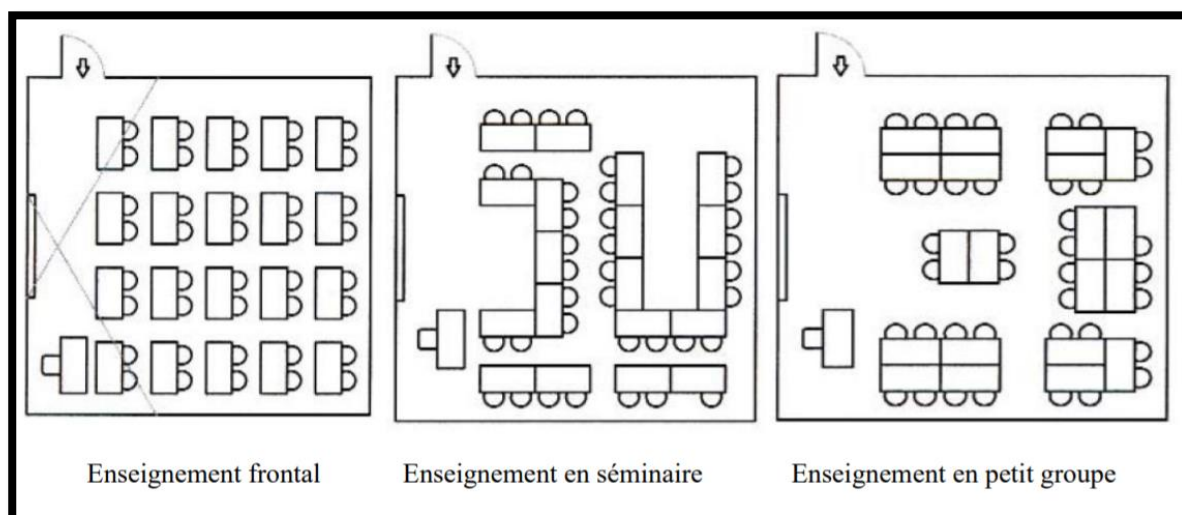 Enseignement frontal
Enseignement en séminaire
Enseignement en petit groupe